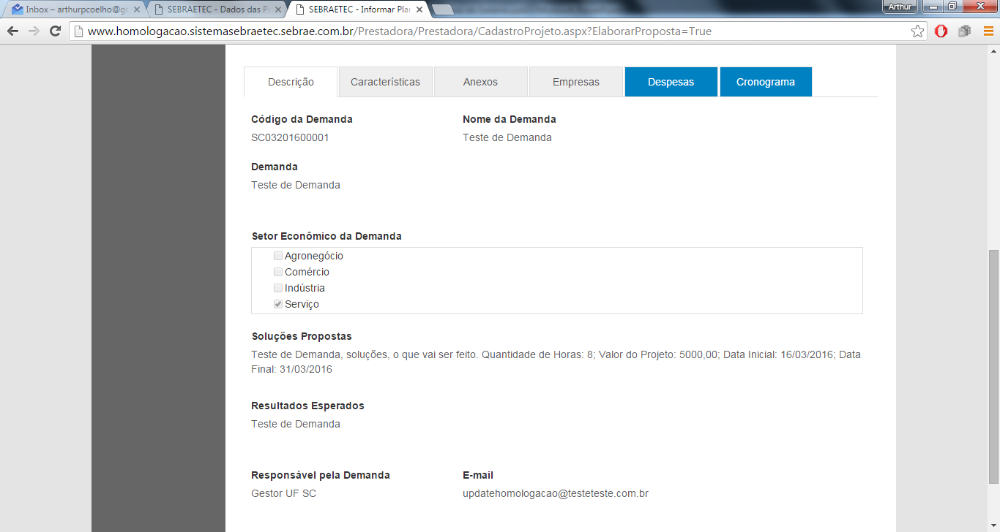 Inbox – arthurpcoelho@g
SEBRAETEC - Dados das P
SEBRAETEC - Informar Pla
Arthur
www.homologacao.sistemasebraetec.sebrae.com.br/Prestadora/Prestadora/CadastroProjeto.aspx?ElaborarProposta=True
Descrição Características Anexos Empresas Despesas Cronograma
Código da Demanda Nome da Demanda
SC03201600001 Teste de Demanda
Demanda
Teste de Demanda
Setor Econômico da Demanda
Agronegócio
Comércio
Indústria
Serviço
Soluções Propostas
Teste de Demanda, soluções, o que vai ser feito. Quantidade de Horas: 8; Valor do Projeto: 5000,00; Data Inicial: 16/03/2016; Data
Final: 31/03/2016
Resultados Esperados
Teste de Demanda
Responsável pela Demanda E-mail
Gestor UF SC updatehomologacao@testeteste.com.br